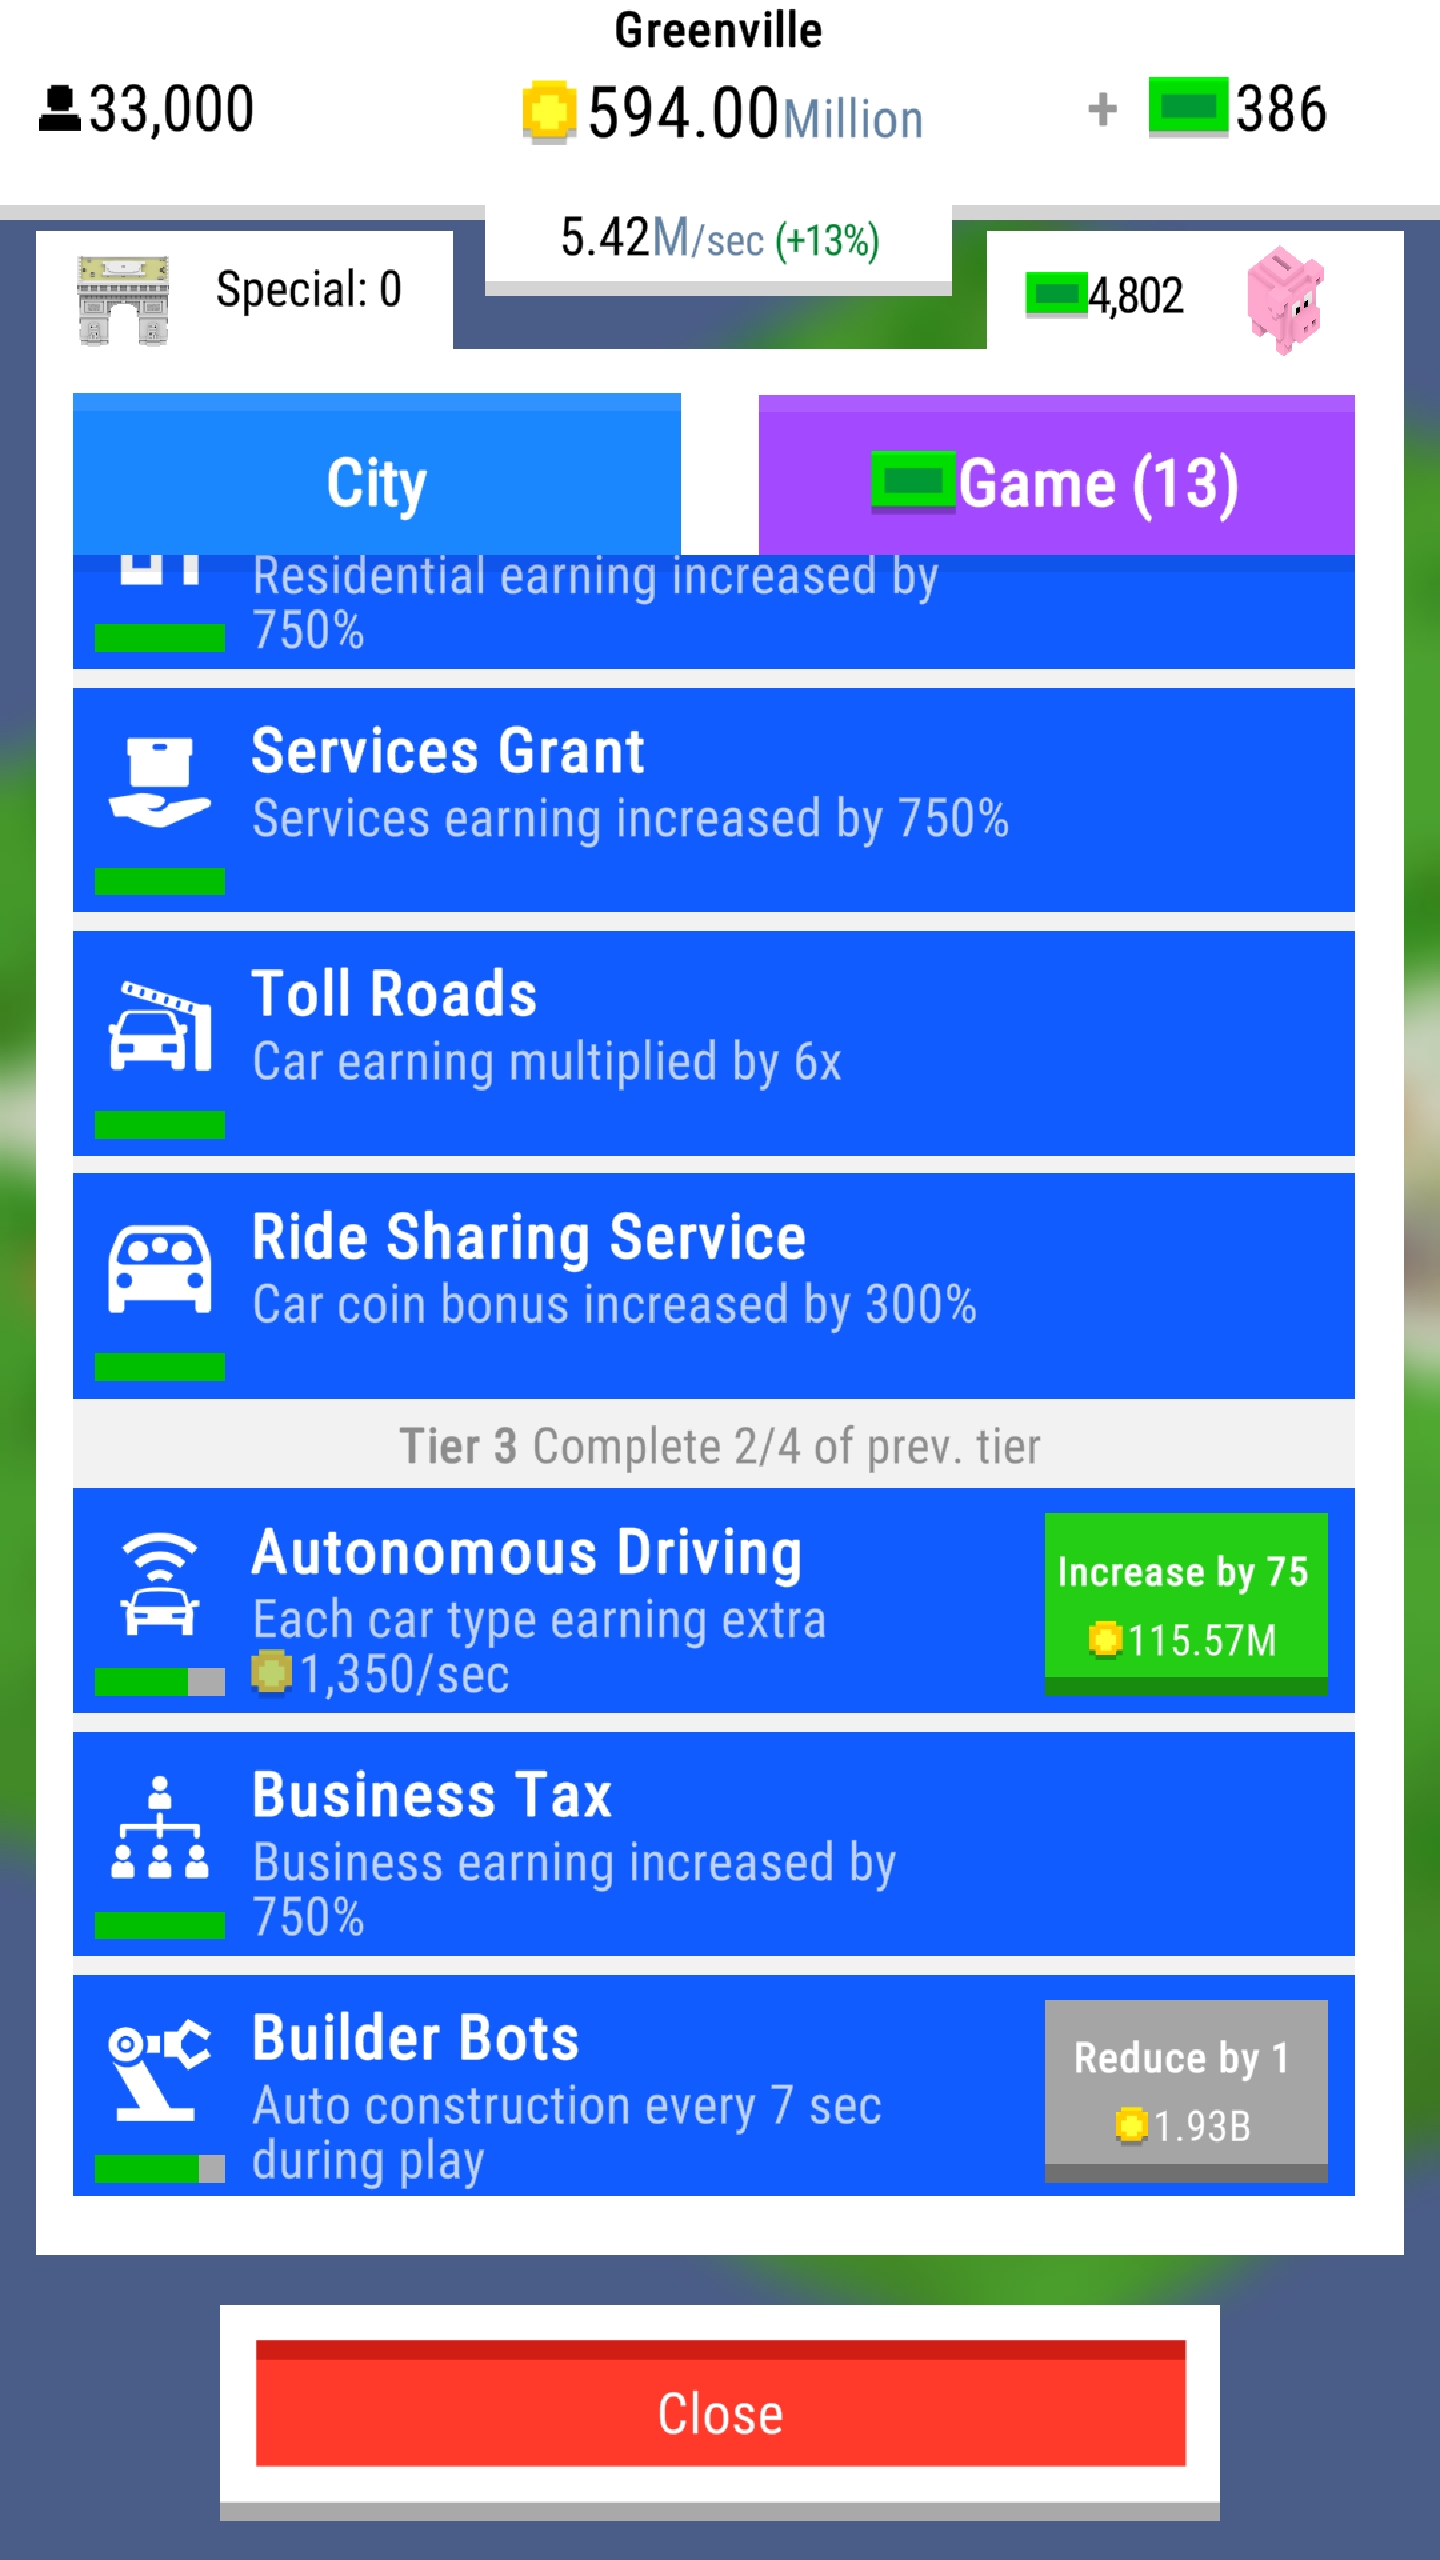 Greenville
33,000
594.00Million
+ 386
5.42M/sec (+13%)
Special: 0
4,802
City
Game (13)
Residential earning increased by
750%
Services Grant
Services earning increased by 750%
Toll Roads
Car earning multiplied by 6x
Ride Sharing Service
Car coin bonus increased by 300%
Tier 3 Complete 2/4 of prev. tier
Autonomous Driving
Each car type earning extra
1,350/sec
Increase by 75
115.57M
Business Tax
Business earning increased by
750%
Builder Bots
Auto construction every 7 sec
during play
Reduce by 1
1.93B
Close